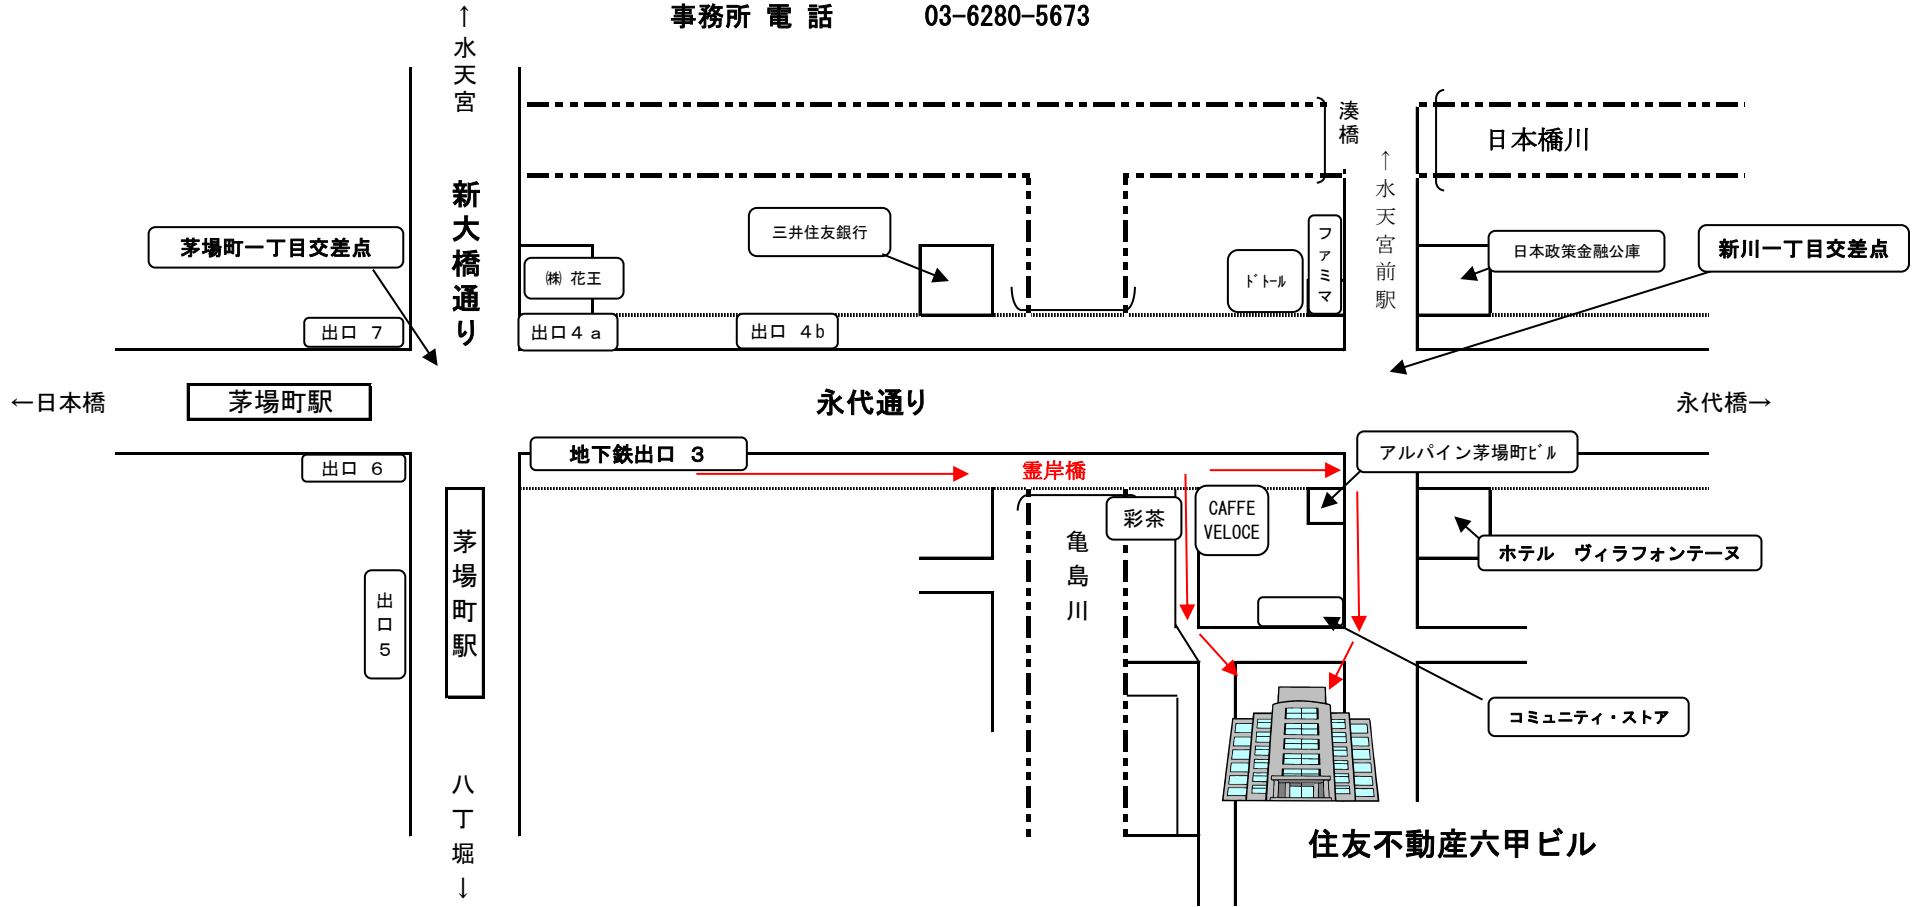 事務所 電 話　03-6280-5673
↑水天宮
湊橋
日本橋川
↑水天宮前駅
新大橋通り
茅場町一丁目交差点
三井住友銀行
ファミマ
日本政策金融公庫
新川一丁目交差点
㈱ 花王
ﾄﾞﾄｰﾙ
出口 7
出口４ａ
出口 4b
←日本橋
茅場町駅
永代通り
永代橋→
地下鉄出口 3
アルパイン茅場町ﾋﾞﾙ
出口 6
霊岸橋
彩茶
CAFFE
VELOCE
茅場町駅
亀島川
ホテル　ヴィラフォンテーヌ
出口５
コミュニティ・ストア
八丁堀↓
住友不動産六甲ビル